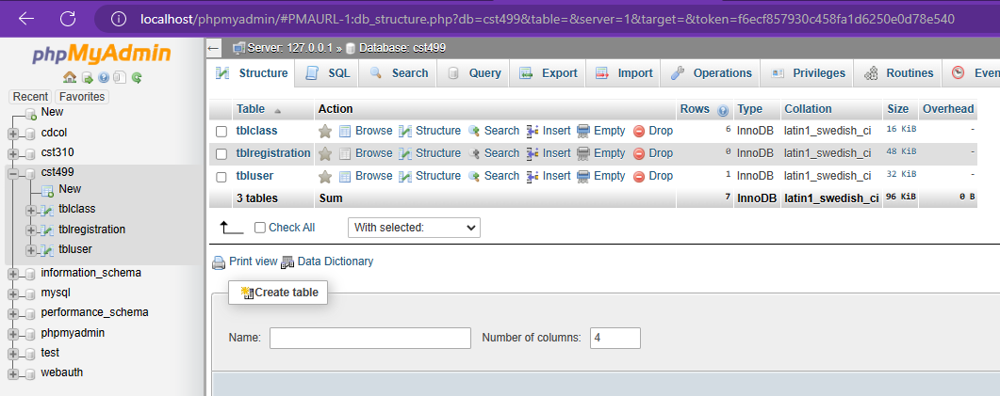 localhost/phpmyadmin/#PMAURL-1:db_structure.php?db=cst499&table=&server=1&target=&token=f6ecf857930c458fa1d6250e0d78e540
phpMyAdmin
Recent Favorites
New
cdcol
cst310
cst499
New
tblclass
tblregistration
tbluser
information_schema
mysql
performance_schema
phpmyadmin
test
webauth
Server: 127.0.0.1 » Database: cst499
Structure SQL Search Query Export Import Operations Privileges Routines Even
Table Action Rows Type Collation Size Overhead
tblclass Browse Structure Search Insert Empty Drop 6 InnoDB latin1_swedish_ci 16 KiB -
tblregistration Browse Structure Search Insert Empty Drop 0 InnoDB latin1_swedish_ci 48 KiB -
tbluser Browse Structure Search Insert Empty Drop 1 InnoDB latin1_swedish_ci 32 KiB -
3 tables Sum 7 InnoDB latin1_swedish_ci 96 KiB 0 B
Check All With selected:
Print view Data Dictionary
Create table
Name: Number of columns: 4